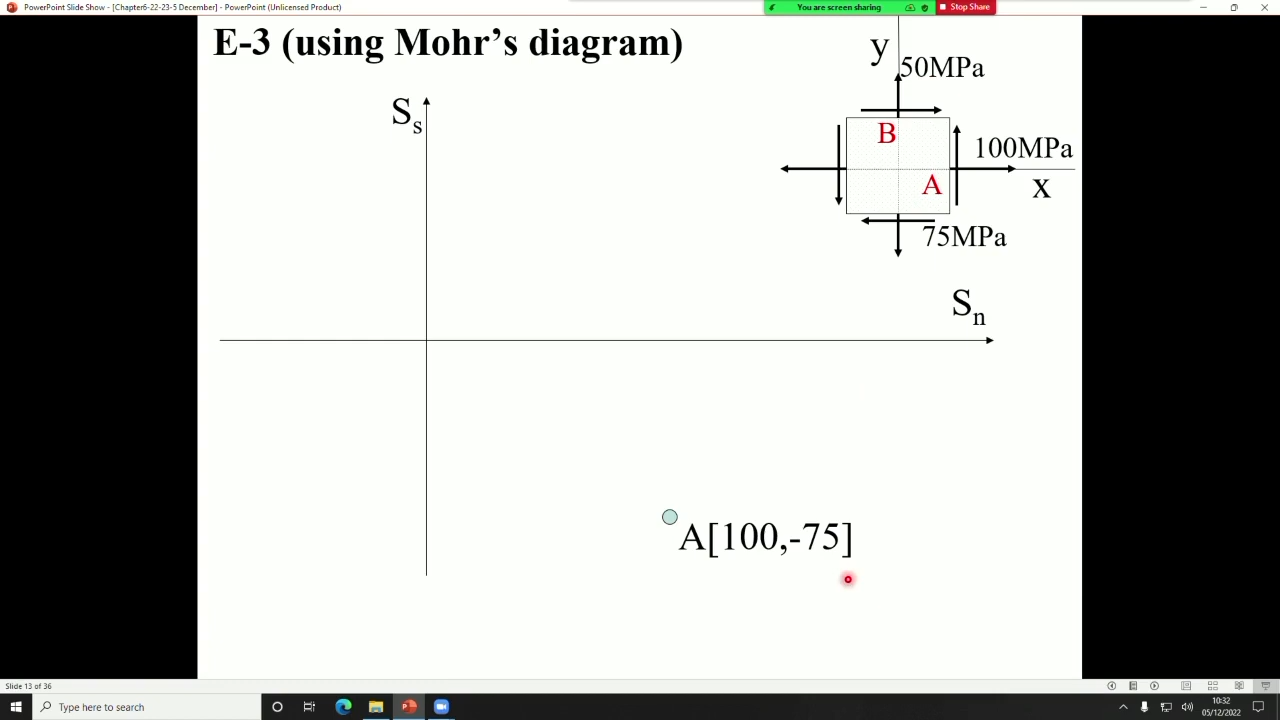 PowerPoint Slide Show - [Chapter6-22-23-5 December] - PowerPoint (Unlicensed Product)
You are screen sharing
Stop Share
E-3 (using Mohr's diagram)
y
50MPa
Ss
B
100MPa
A
x
75MPa
Sn
A[100,-75]
Slide 13 of 36
Type here to search
10:32
05/12/2022